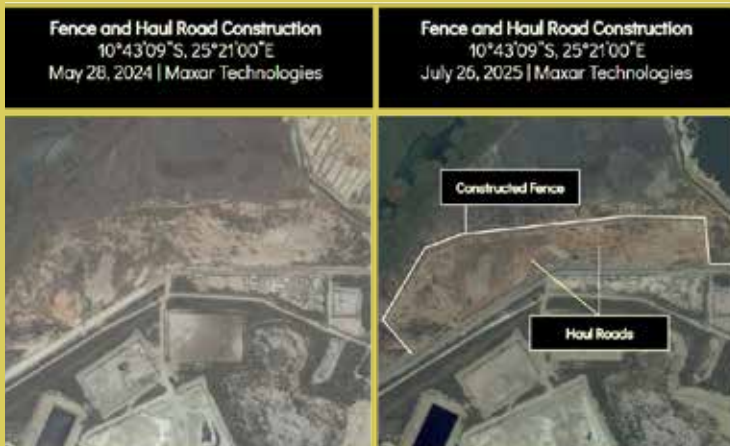 Fence and Haul Road Construction
10°43'09"S, 25°21'00"E
May 28, 2024 | Maxar Technologies
Fence and Haul Road Construction
10°43'09"S, 25°21'00"E
July 26, 2025 | Maxar Technologies
Constructed Fence
Haul Roads